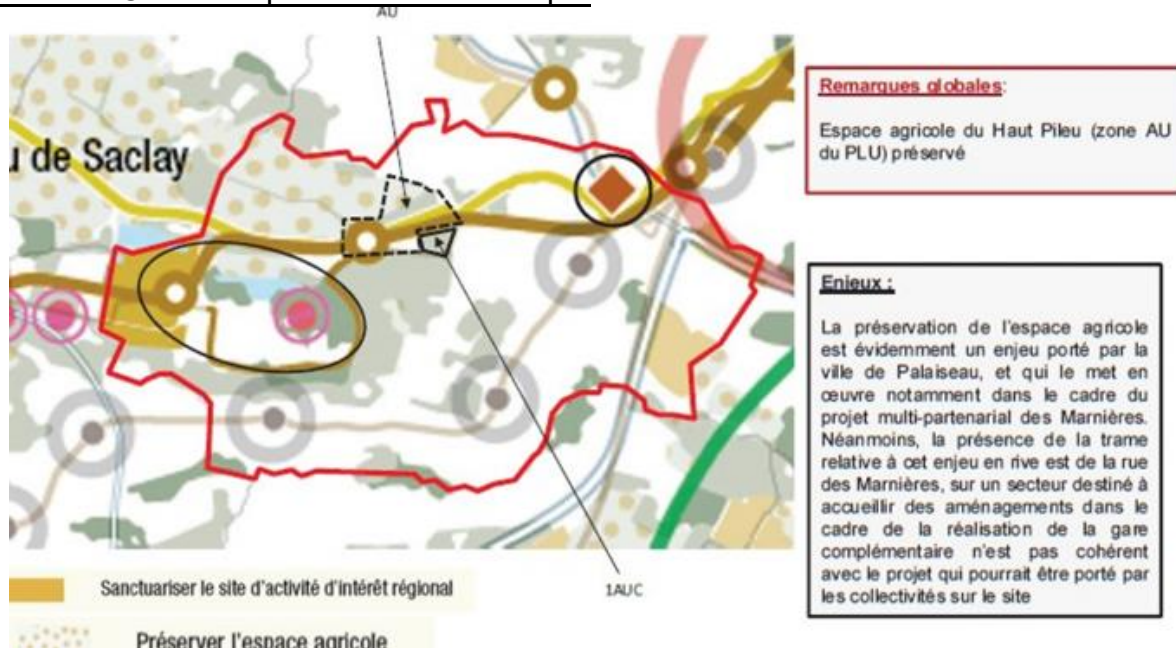 AU
u de Saclay
Remarques globales:
Espace agricole du Haut Pileu (zone AU
du PLU) préservé
Enjeux :
La préservation de l'espace agricole
est évidemment un enjeu porté par la
ville de Palaiseau, et qui le met en
œuvre notamment dans le cadre du
projet multi-partenarial des Marnières.
Néanmoins, la présence de la trame
relative à cet enjeu en rive est de la rue
des Marnières, sur un secteur destiné à
accueillir des aménagements dans le
cadre de la réalisation de la gare
complémentaire n'est pas cohérent
avec le projet qui pourrait être porté par
les collectivités sur le site
1AUC
Sanctuariser le site d'activité d'intérêt régional
Préserver l'espace agricole